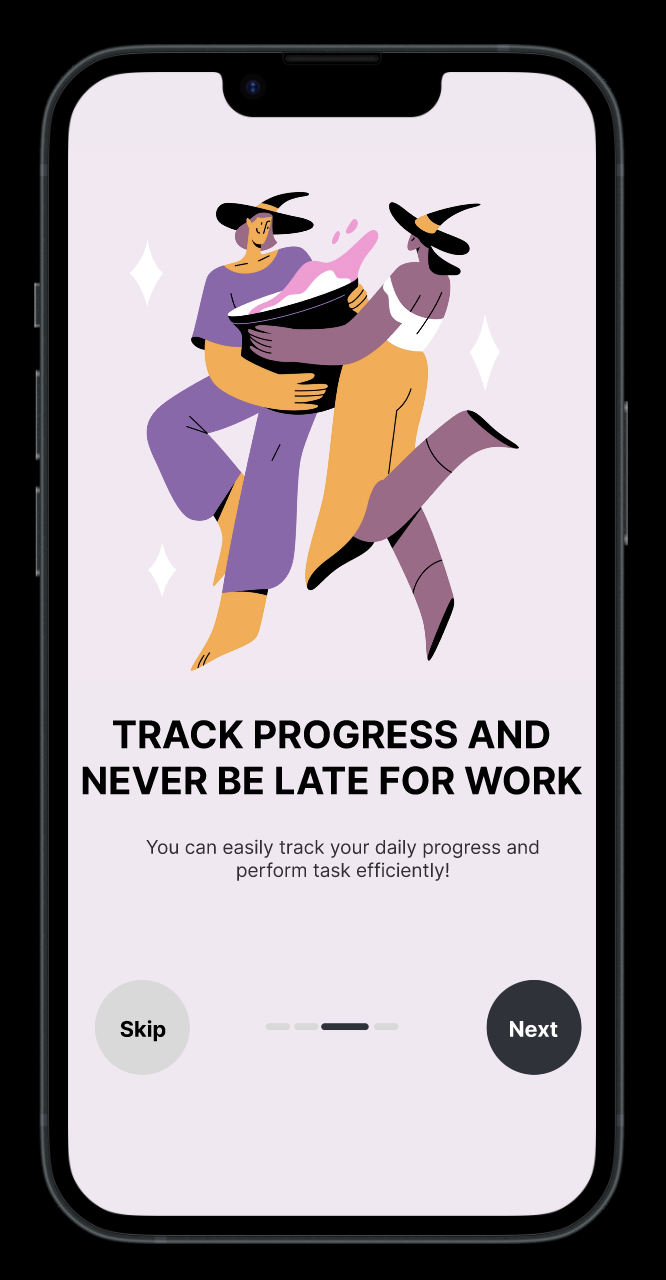 TRACK PROGRESS AND
NEVER BE LATE FOR WORK
You can easily track your daily progress and
perform task efficiently!
Skip
Next